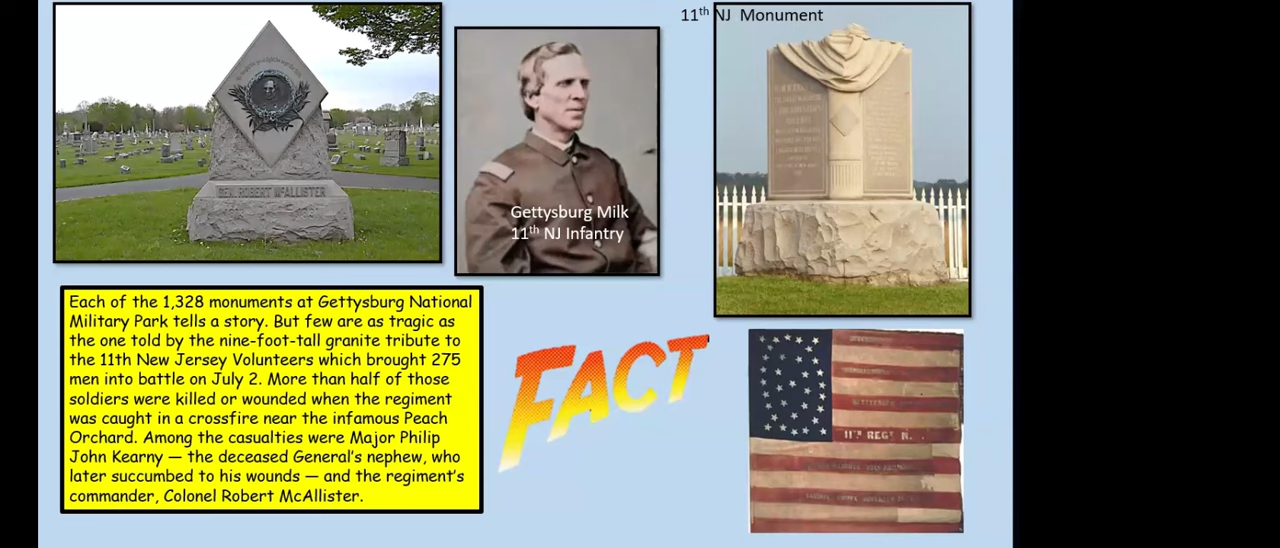 11th NJ Monument
GEN. ROBERT McALLISTER
Gettysburg Milk
11th NJ Infantry
Each of the 1,328 monuments at Gettysburg National
Military Park tells a story. But few are as tragic as
the one told by the nine-foot-tall granite tribute to
the 11th New Jersey Volunteers which brought 275
men into battle on July 2. More than half of those
soldiers were killed or wounded when the regiment
was caught in a crossfire near the infamous Peach
Orchard. Among the casualties were Major Philip
John Kearny — the deceased General's nephew, who
later succumbed to his wounds — and the regiment's
commander, Colonel Robert McAllister.
FACT
11TH REGT N.